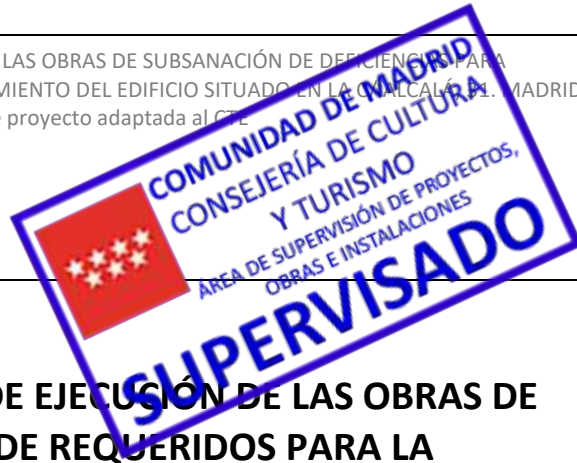 LAS OBRAS DE SUBSANACIÓN DE DEFICIENCIAS PARA
MIENTO DEL EDIFICIO SITUADO EN LA ALCALÁ, 31. MADRID
proyecto adaptada al CTE
COMUNIDAD DE MADRID
CONSEJERÍA DE CULTURA
Y TURISMO
ÁREA DE SUPERVISIÓN DE PROYECTOS,
OBRAS E INSTALACIONES
SUPERVISADO
DE EJECUCIÓN DE LAS OBRAS DE
DE REQUERIDOS PARA LA